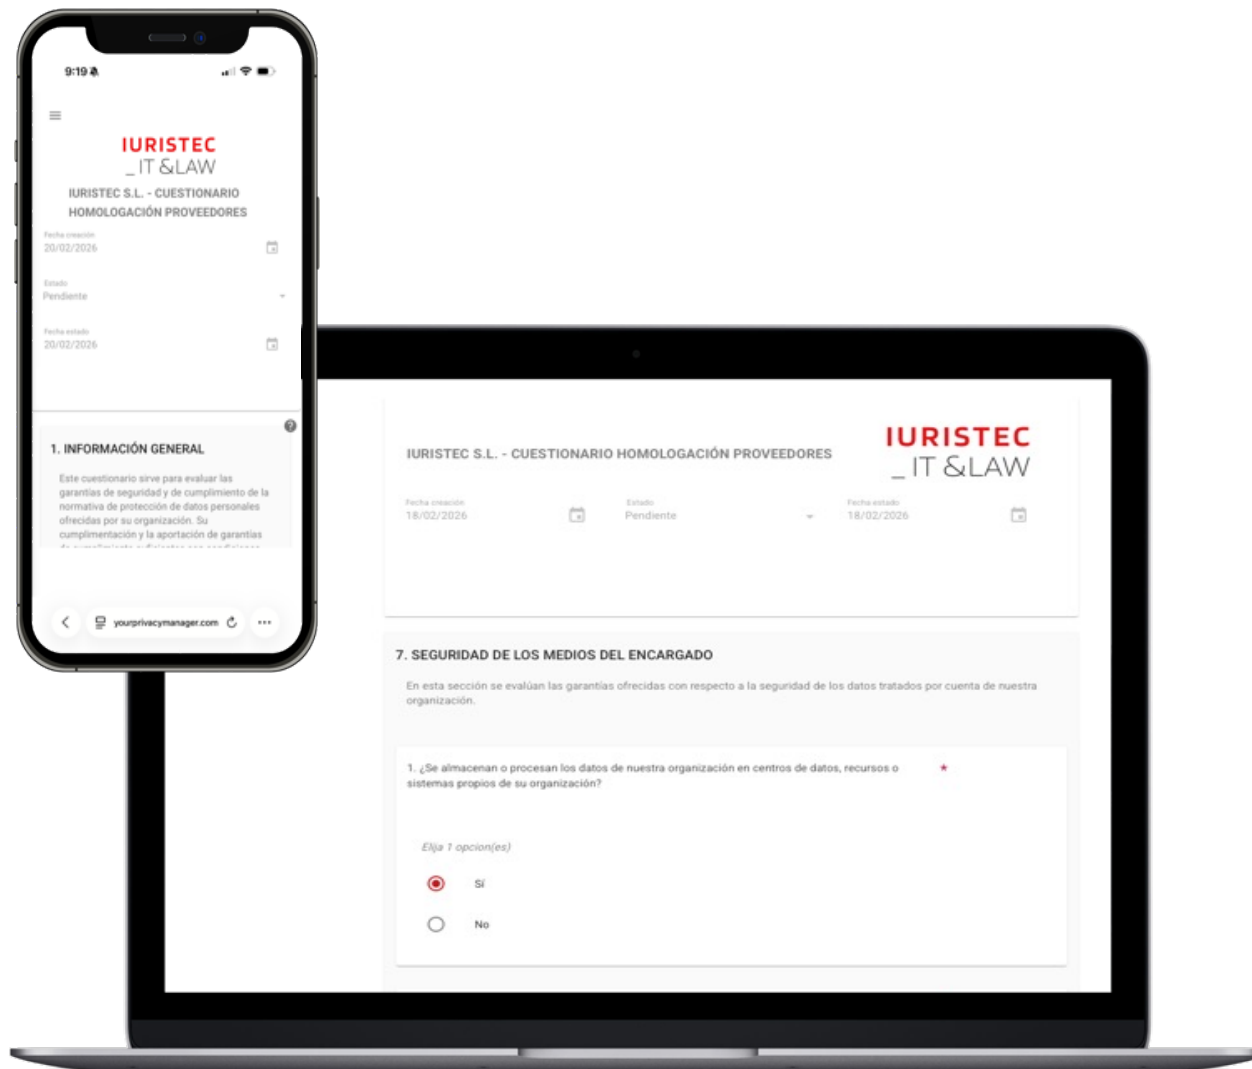 9:19
IURISTEC
_ IT &LAW
IURISTEC S.L. - CUESTIONARIO
HOMOLOGACIÓN PROVEEDORES
Fecha creación
20/02/2026
Estado
Pendiente
Fecha estado
20/02/2026
1. INFORMACIÓN GENERAL
Este cuestionario sirve para evaluar las
garantías de seguridad y de cumplimiento de la
normativa de protección de datos personales
ofrecidas por su organización. Su
cumplimentación y la aportación de garantías
yourprivacymanager.com
IURISTEC S.L. - CUESTIONARIO HOMOLOGACIÓN PROVEEDORES
IURISTEC
_ IT &LAW
Fecha creación
18/02/2026
Estado
Pendiente
Fecha estado
18/02/2026
7. SEGURIDAD DE LOS MEDIOS DEL ENCARGADO
En esta sección se evalúan las garantías ofrecidas con respecto a la seguridad de los datos tratados por cuenta de nuestra
organización.
1. ¿Se almacenan o procesan los datos de nuestra organización en centros de datos, recursos o *
sistemas propios de su organización?
Elija 1 opcion(es)
Sí
No